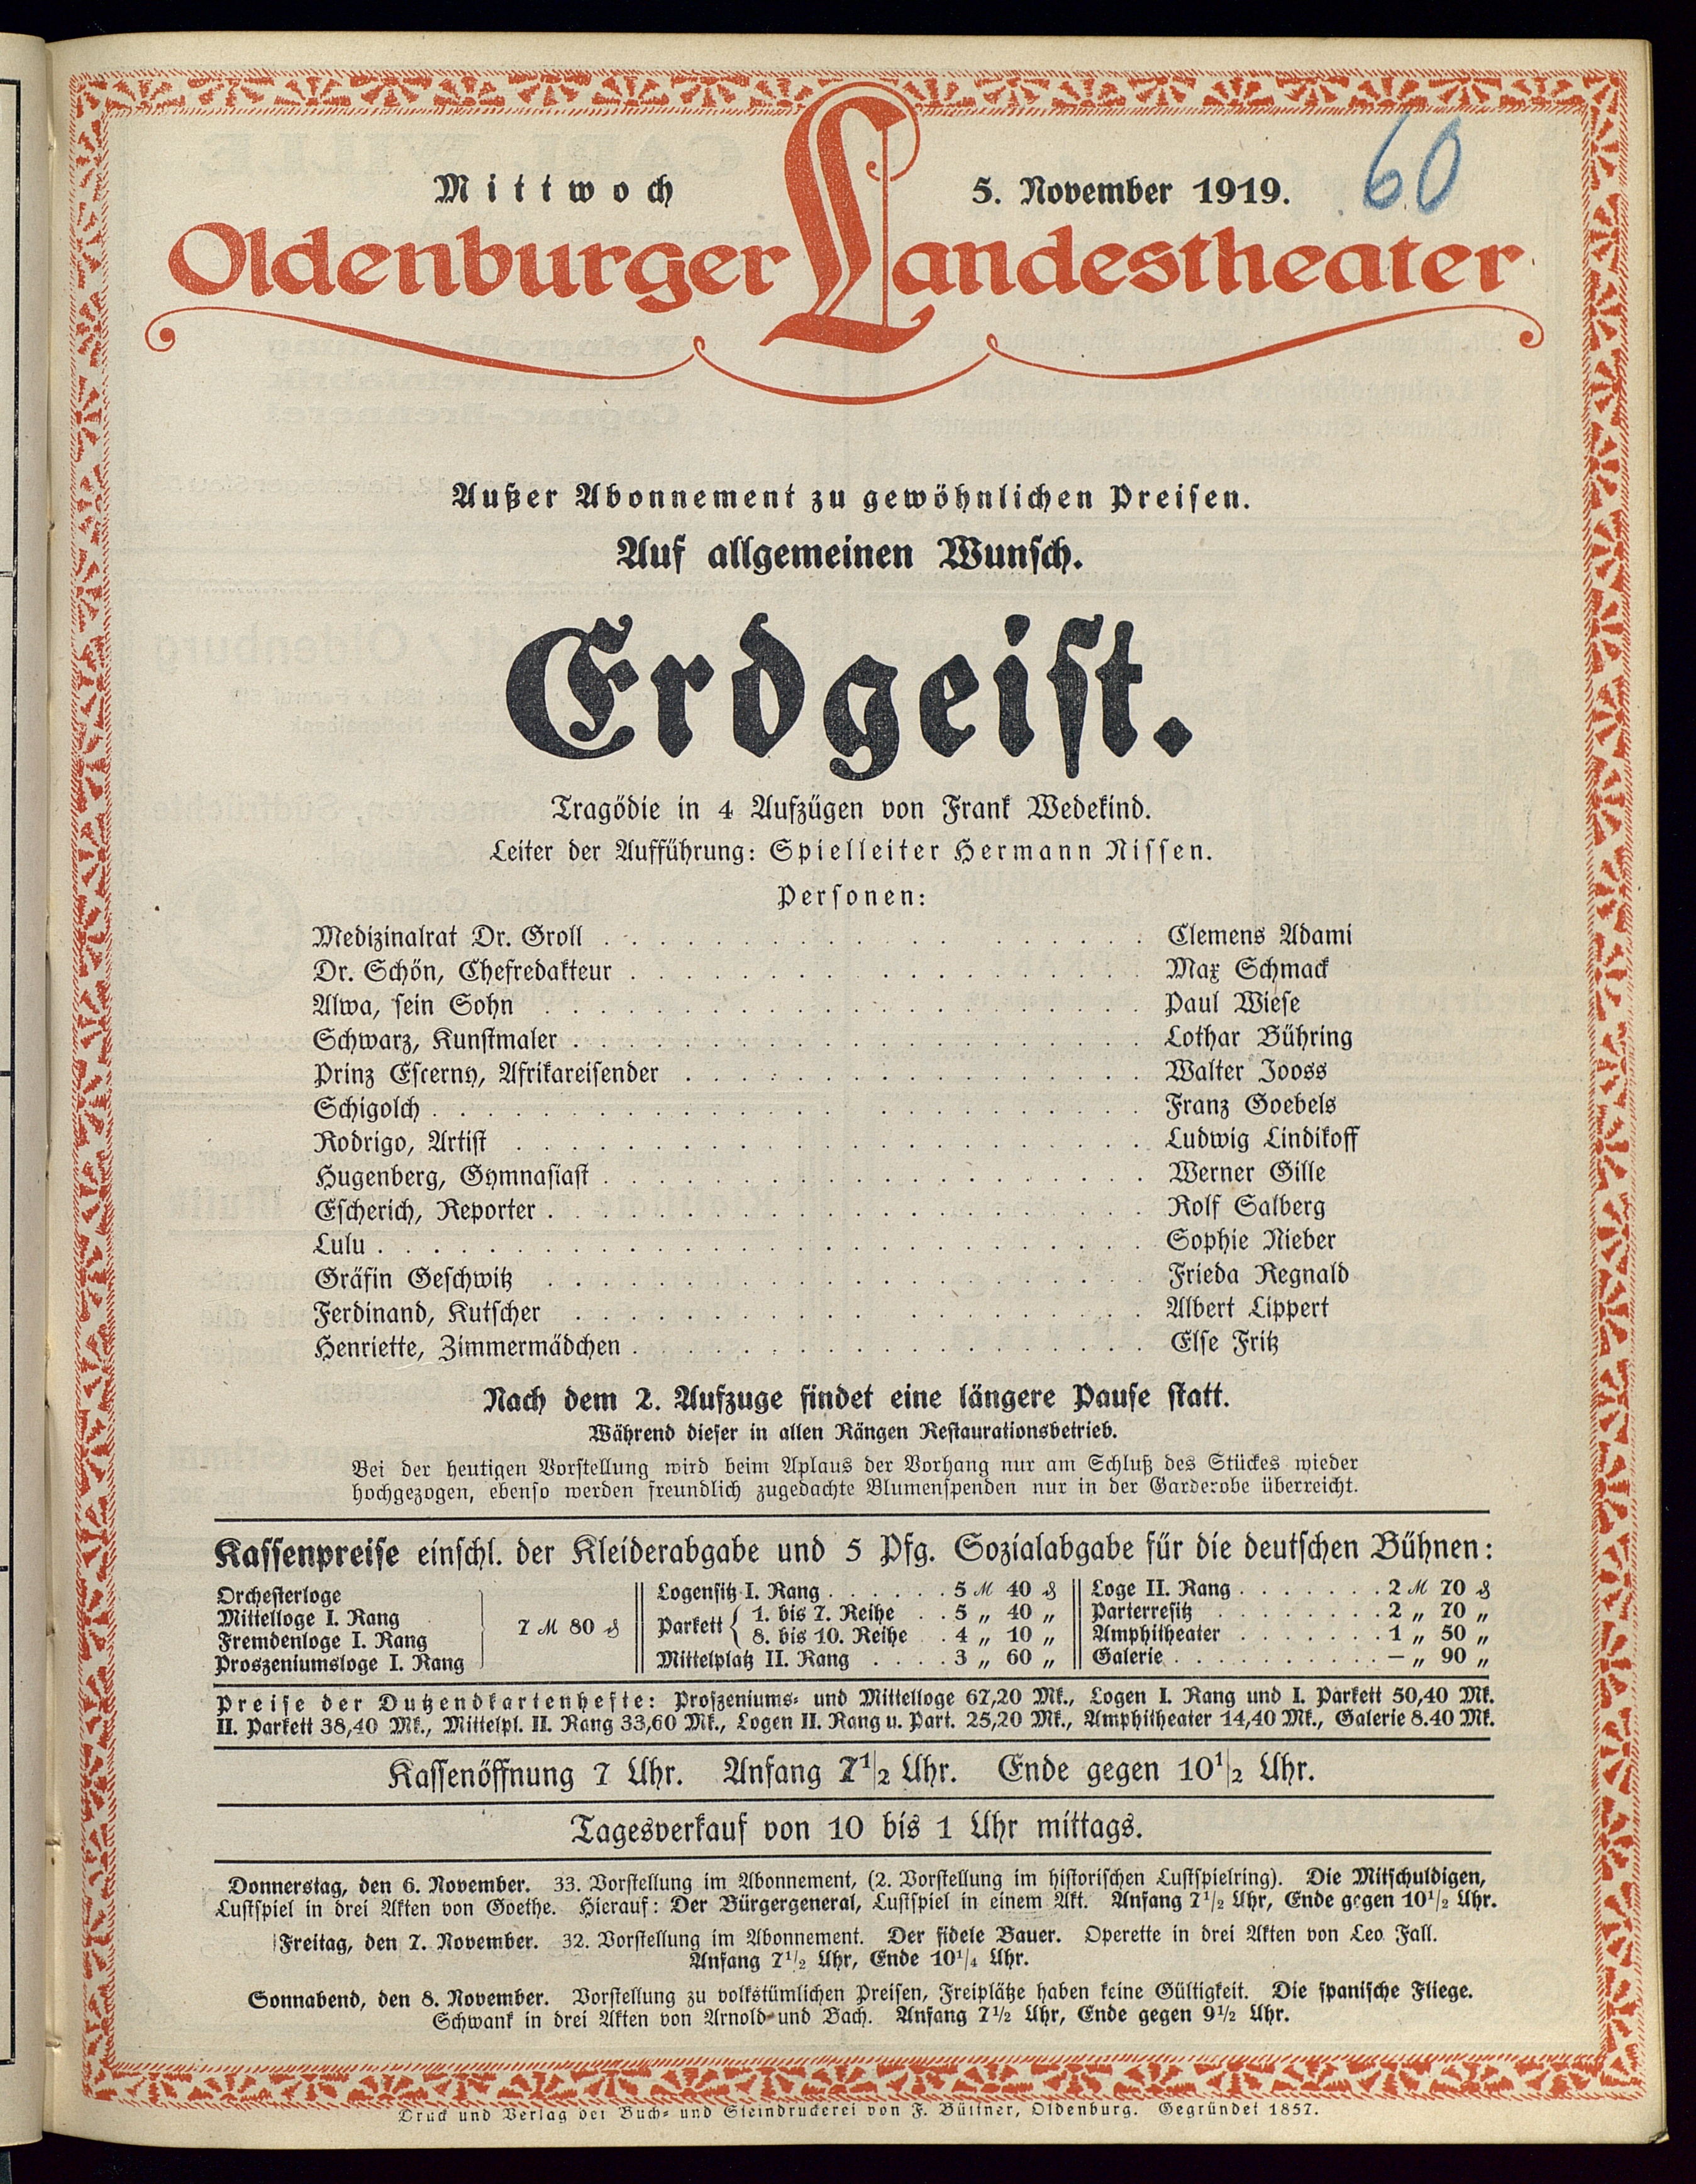 Mittwoch 5. November 1919. 60
Oldenburger Landestheater
Außer Abonnement zu gewöhnlichen Preisen.
Auf allgemeinen Wunsch.
Erdgeist.
Tragödie in 4 Aufzügen von Frank Wedekind.
Leiter der Aufführung: Spielleiter Hermann Nissen.
Personen:
Medizinalrat Dr. Groll . . . . . Clemens Adami
Dr. Schön, Chefredakteur . . . . . Max Schmack
Alwa, sein Sohn . . . . . Paul Wiese
Schwarz, Kunstmaler . . . . . Lothar Bühring
Prinz Escerny, Afrikareisender . . . . . Walter Jooss
Schigolch . . . . . Franz Goebels
Rodrigo, Artist . . . . . Ludwig Lindikoff
Hugenberg, Gymnasiast . . . . . Werner Gille
Escherich, Reporter . . . . . Rolf Salberg
Lulu . . . . . Sophie Nieber
Gräfin Geschwitz . . . . . Frieda Regnald
Ferdinand, Kutscher . . . . . Albert Lippert
Henriette, Zimmermädchen . . . . . Else Fritz
Nach dem 2. Aufzuge findet eine längere Pause statt.
Während dieser in allen Rängen Restaurationsbetrieb.
Bei der heutigen Vorstellung wird beim Aplaus der Vorhang nur am Schluß des Stückes wieder
hochgezogen, ebenso werden freundlich zugedachte Blumenspenden nur in der Garderobe überreicht.
Kassenpreise einschl. der Kleiderabgabe und 5 Pfg. Sozialabgabe für die deutschen Bühnen:
Orchesterloge
Mittelloge I. Rang
Fremdenloge I. Rang
Proszeniumsloge I. Rang
7 ℳ 80 ₰
Logensitz I. Rang . . . . . 5 ℳ 40 ₰
Parkett { 1. bis 7. Reihe . . 5 „ 40 „
8. bis 10. Reihe . . 4 „ 10 „
Mittelplatz II. Rang . . . . 3 „ 60 „
Loge II. Rang . . . . . 2 ℳ 70 ₰
Parterresitz . . . . . 2 „ 70 „
Amphitheater . . . . . 1 „ 50 „
Galerie . . . . . — „ 90 „
Preise der Dutzendkartenhefte: Proszeniums- und Mittelloge 67,20 Mk., Logen I. Rang und I. Parkett 50,40 Mk.
II. Parkett 38,40 Mk., Mittelpl. II. Rang 33,60 Mk., Logen II. Rang u. Part. 25,20 Mk., Amphitheater 14,40 Mk., Galerie 8.40 Mk.
Kassenöffnung 7 Uhr. Anfang 7 1/2 Uhr. Ende gegen 10 1/2 Uhr.
Tagesverkauf von 10 bis 1 Uhr mittags.
Donnerstag, den 6. November. 33. Vorstellung im Abonnement, (2. Vorstellung im historischen Lustspielring). Die Mitschuldigen,
Lustspiel in drei Akten von Goethe. Hierauf: Der Bürgergeneral, Lustspiel in einem Akt. Anfang 7 1/2 Uhr, Ende gegen 10 1/2 Uhr.
Freitag, den 7. November. 32. Vorstellung im Abonnement. Der fidele Bauer. Operette in drei Akten von Leo Fall.
Anfang 7 1/2 Uhr, Ende 10 1/4 Uhr.
Sonnabend, den 8. November. Vorstellung zu volkstümlichen Preisen, Freiplätze haben keine Gültigkeit. Die spanische Fliege.
Schwank in drei Akten von Arnold und Bach. Anfang 7 1/2 Uhr, Ende gegen 9 1/2 Uhr.
Druck und Verlag der Buch- und Steindruckerei von F. Büttner, Oldenburg. Gegründet 1857.